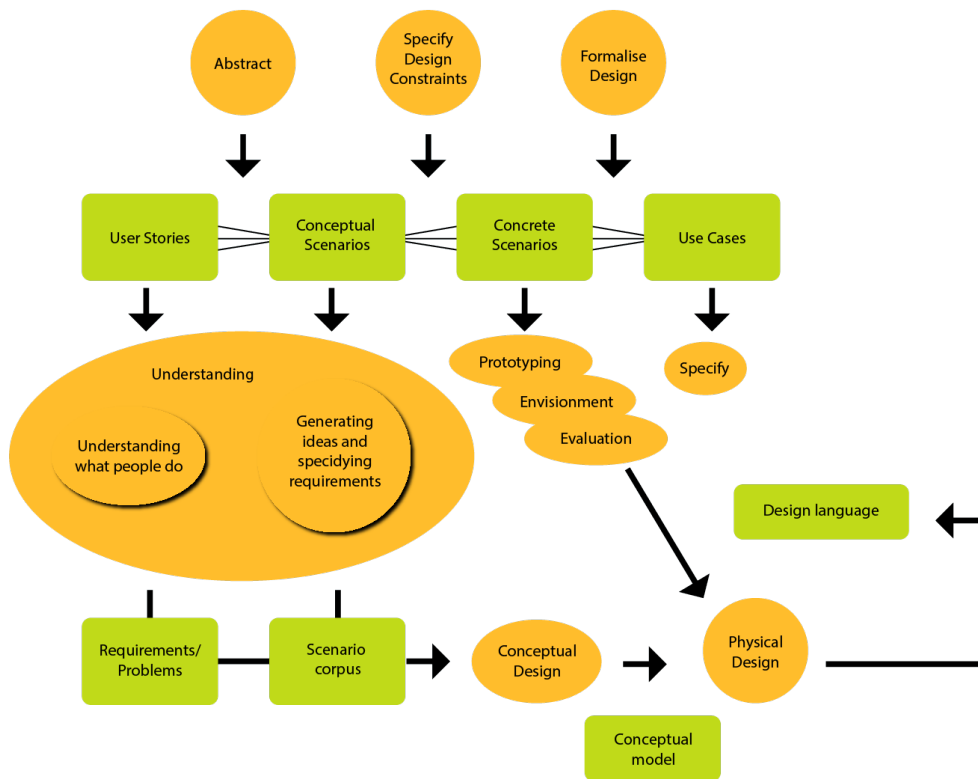 Abstract
Specify
Design
Constraints
Formalise
Design
User Stories
Conceptual
Scenarios
Concrete
Scenarios
Use Cases
Understanding
Understanding
what people do
Generating
ideas and
specidying
requirements
Prototyping
Envisionment
Evaluation
Specify
Design language
Requirements/
Problems
Scenario
corpus
Conceptual
Design
Physical
Design
Conceptual
model